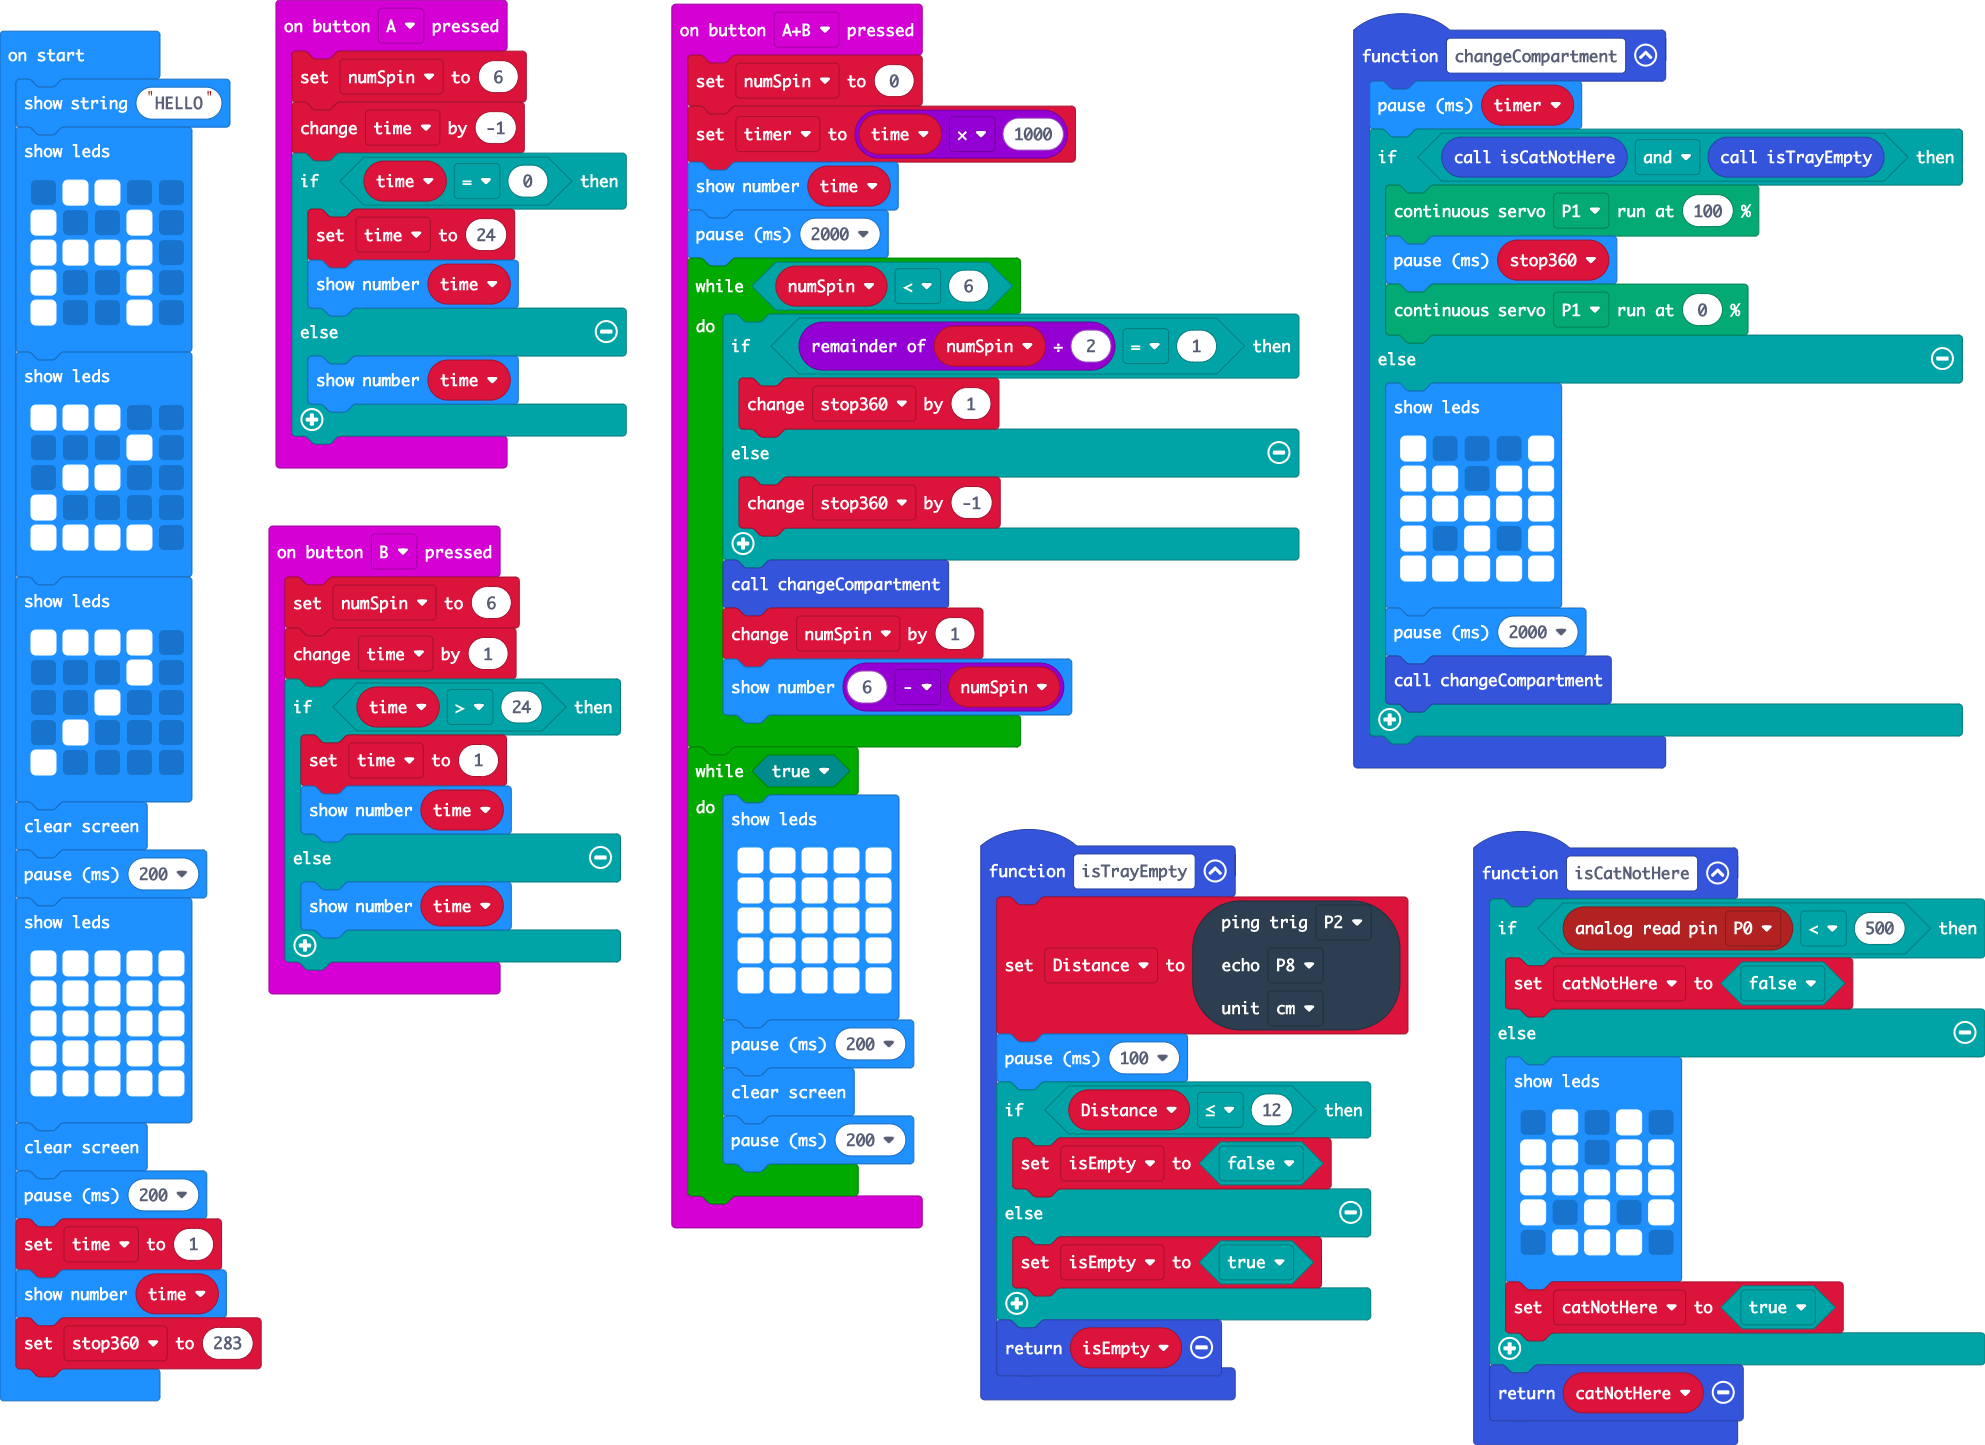 on start
show string "HELLO"
show leds
show leds
show leds
clear screen
pause (ms) 200
show leds
clear screen
pause (ms) 200
set time to 1
show number time
set stop360 to 283
on button A pressed
set numSpin to 6
change time by -1
if time = 0 then
set time to 24
show number time
else
show number time
on button B pressed
set numSpin to 6
change time by 1
if time > 24 then
set time to 1
show number time
else
show number time
on button A+B pressed
set numSpin to 0
set timer to time × 1000
show number time
pause (ms) 2000
while numSpin < 6
do
if remainder of numSpin ÷ 2 = 1 then
change stop360 by 1
else
change stop360 by -1
call changeCompartment
change numSpin by 1
show number 6 - numSpin
while true
do
show leds
pause (ms) 200
clear screen
pause (ms) 200
function changeCompartment
pause (ms) timer
if call isCatNotHere and call isTrayEmpty then
continuous servo P1 run at 100 %
pause (ms) stop360
continuous servo P1 run at 0 %
else
show leds
pause (ms) 2000
call changeCompartment
function isTrayEmpty
set Distance to
ping trig P2
echo P8
unit cm
pause (ms) 100
if Distance ≤ 12 then
set isEmpty to false
else
set isEmpty to true
return isEmpty
function isCatNotHere
if analog read pin P0 < 500 then
set catNotHere to false
else
show leds
set catNotHere to true
return catNotHere